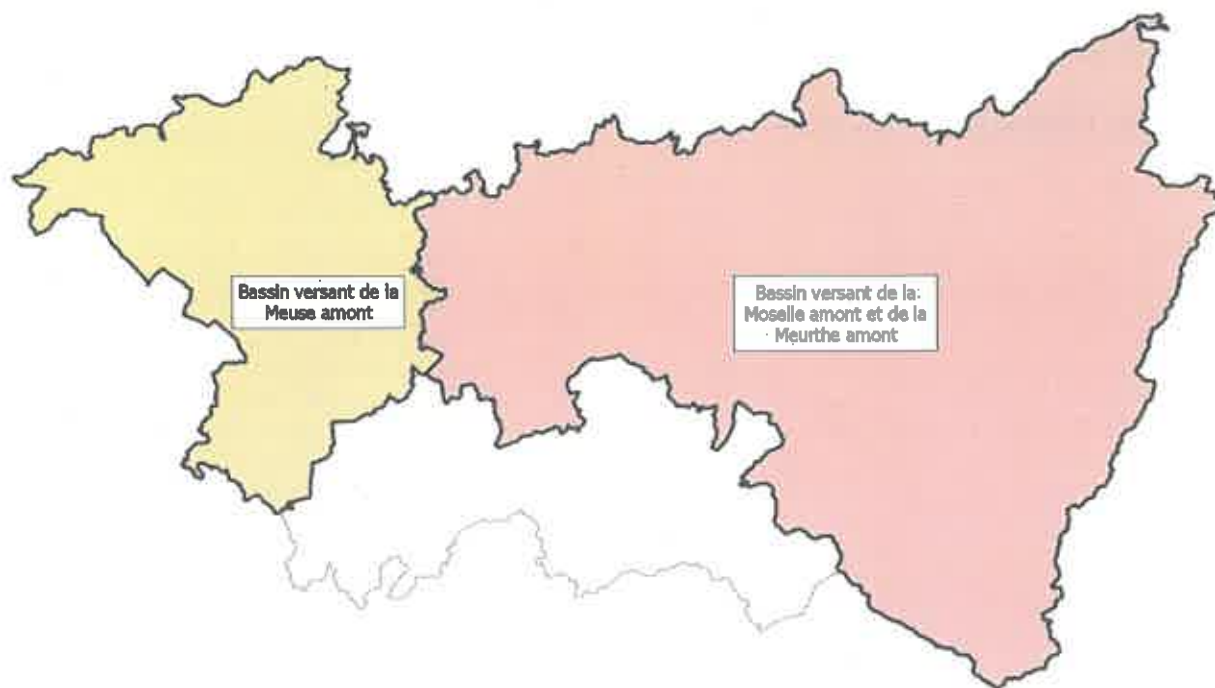 Bassin versant de la
Meuse amont
Bassin versant de la
Moselle amont et de la
Meurthe amont